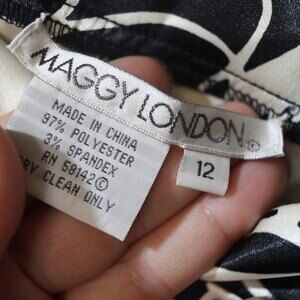 MAGGY LONDON©
MADE IN CHINA
97% POLYESTER
3% SPANDEX
RN 58142©
DRY CLEAN ONLY
12